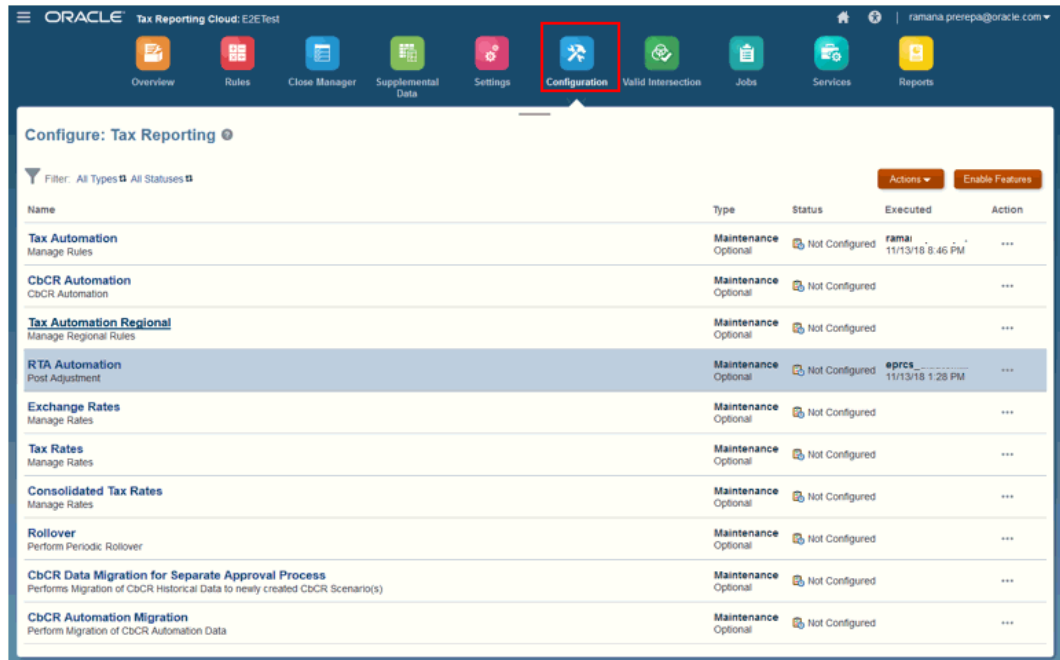 ORACLE Tax Reporting Cloud: E2ETest ramana.prerepa@oracle.com
Overview Rules Close Manager Supplemental Data Settings Configuration Valid Intersection Jobs Services Reports
Configure: Tax Reporting
Filter: All Types All Statuses Actions Enable Features
Name Type Status Executed Action
Tax Automation Maintenance
Manage Rules Optional Not Configured 11/13/18 8:46 PM
CbCR Automation Maintenance
CbCR Automation Optional Not Configured
Tax Automation Regional Maintenance
Manage Regional Rules Optional Not Configured
RTA Automation Maintenance eprcs_
Post Adjustment Optional Not Configured 11/13/18 1:28 PM
Exchange Rates Maintenance
Manage Rates Optional Not Configured
Tax Rates Maintenance
Manage Rates Optional Not Configured
Consolidated Tax Rates Maintenance
Manage Rates Optional Not Configured
Rollover Maintenance
Perform Periodic Rollover Optional Not Configured
CbCR Data Migration for Separate Approval Process Maintenance
Performs Migration of CbCR Historical Data to newly created CbCR Scenario(s) Optional Not Configured
CbCR Automation Migration Maintenance
Perform Migration of CbCR Automation Data Optional Not Configured